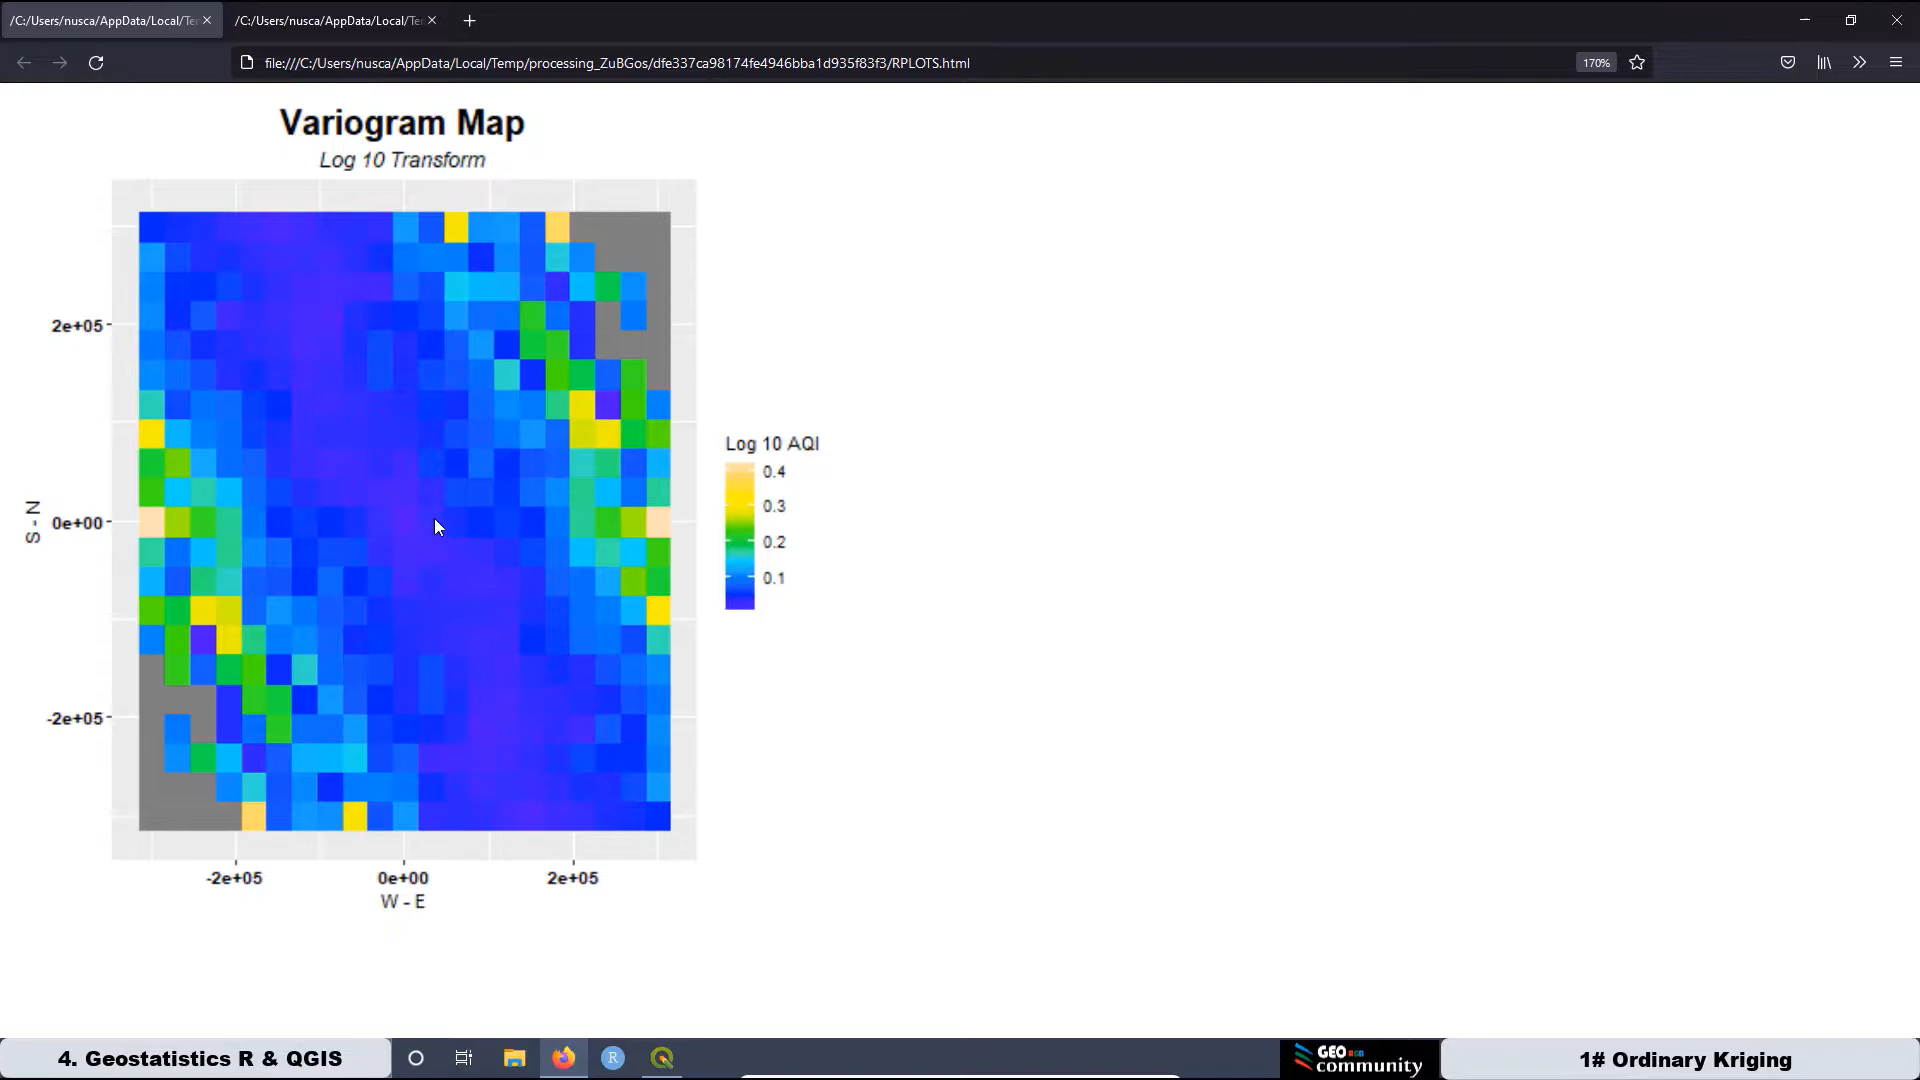 /C:/Users/nusca/AppData/Local/Te
/C:/Users/nusca/AppData/Local/Te
file:///C:/Users/nusca/AppData/Local/Temp/processing_ZuBGos/dfe337ca98174fe4946bba1d935f83f3/RPLOTS.html
170%
Variogram Map
Log 10 Transform
2e+05
0e+00
-2e+05
S - N
-2e+05 0e+00 2e+05
W - E
Log 10 AQI
0.4
0.3
0.2
0.1
4. Geostatistics R & QGIS
R
GEO
community
1# Ordinary Kriging